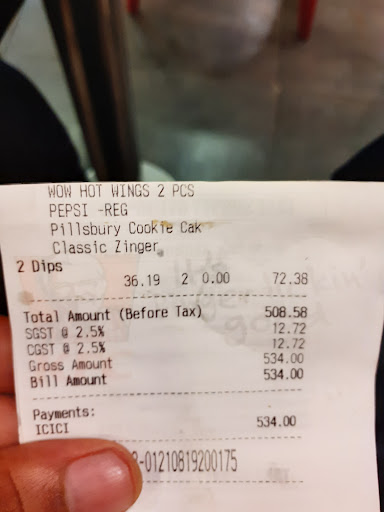 WOW HOT WINGS 2 PCS
PEPSI -REG
Pillsbury Cookie Cak
Classic Zinger
2 Dips
36.19 2 0.00 72.38
Total Amount (Before Tax) 508.58
SGST @ 2.5% 12.72
CGST @ 2.5% 12.72
Gross Amount 534.00
Bill Amount 534.00
Payments:
ICICI 534.00
-01210819200175